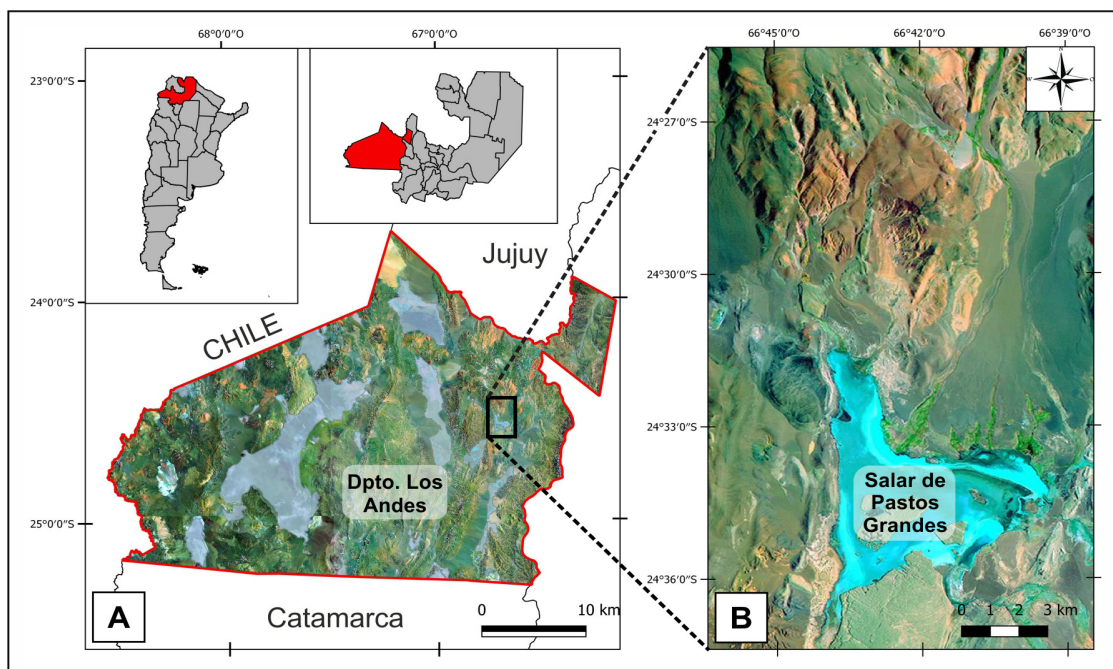 68°0'0"O
67°0'0"O
23°0'0"S
24°0'0"S
25°0'0"S
Jujuy
CHILE
Dpto. Los
Andes
Catamarca
A
0 10 km
66°45'0"O
66°42'0"O
66°39'0"O
24°27'0"S
24°30'0"S
24°33'0"S
24°36'0"S
N
W
O
S
Salar de
Pastos
Grandes
B
0 1 2 3 km